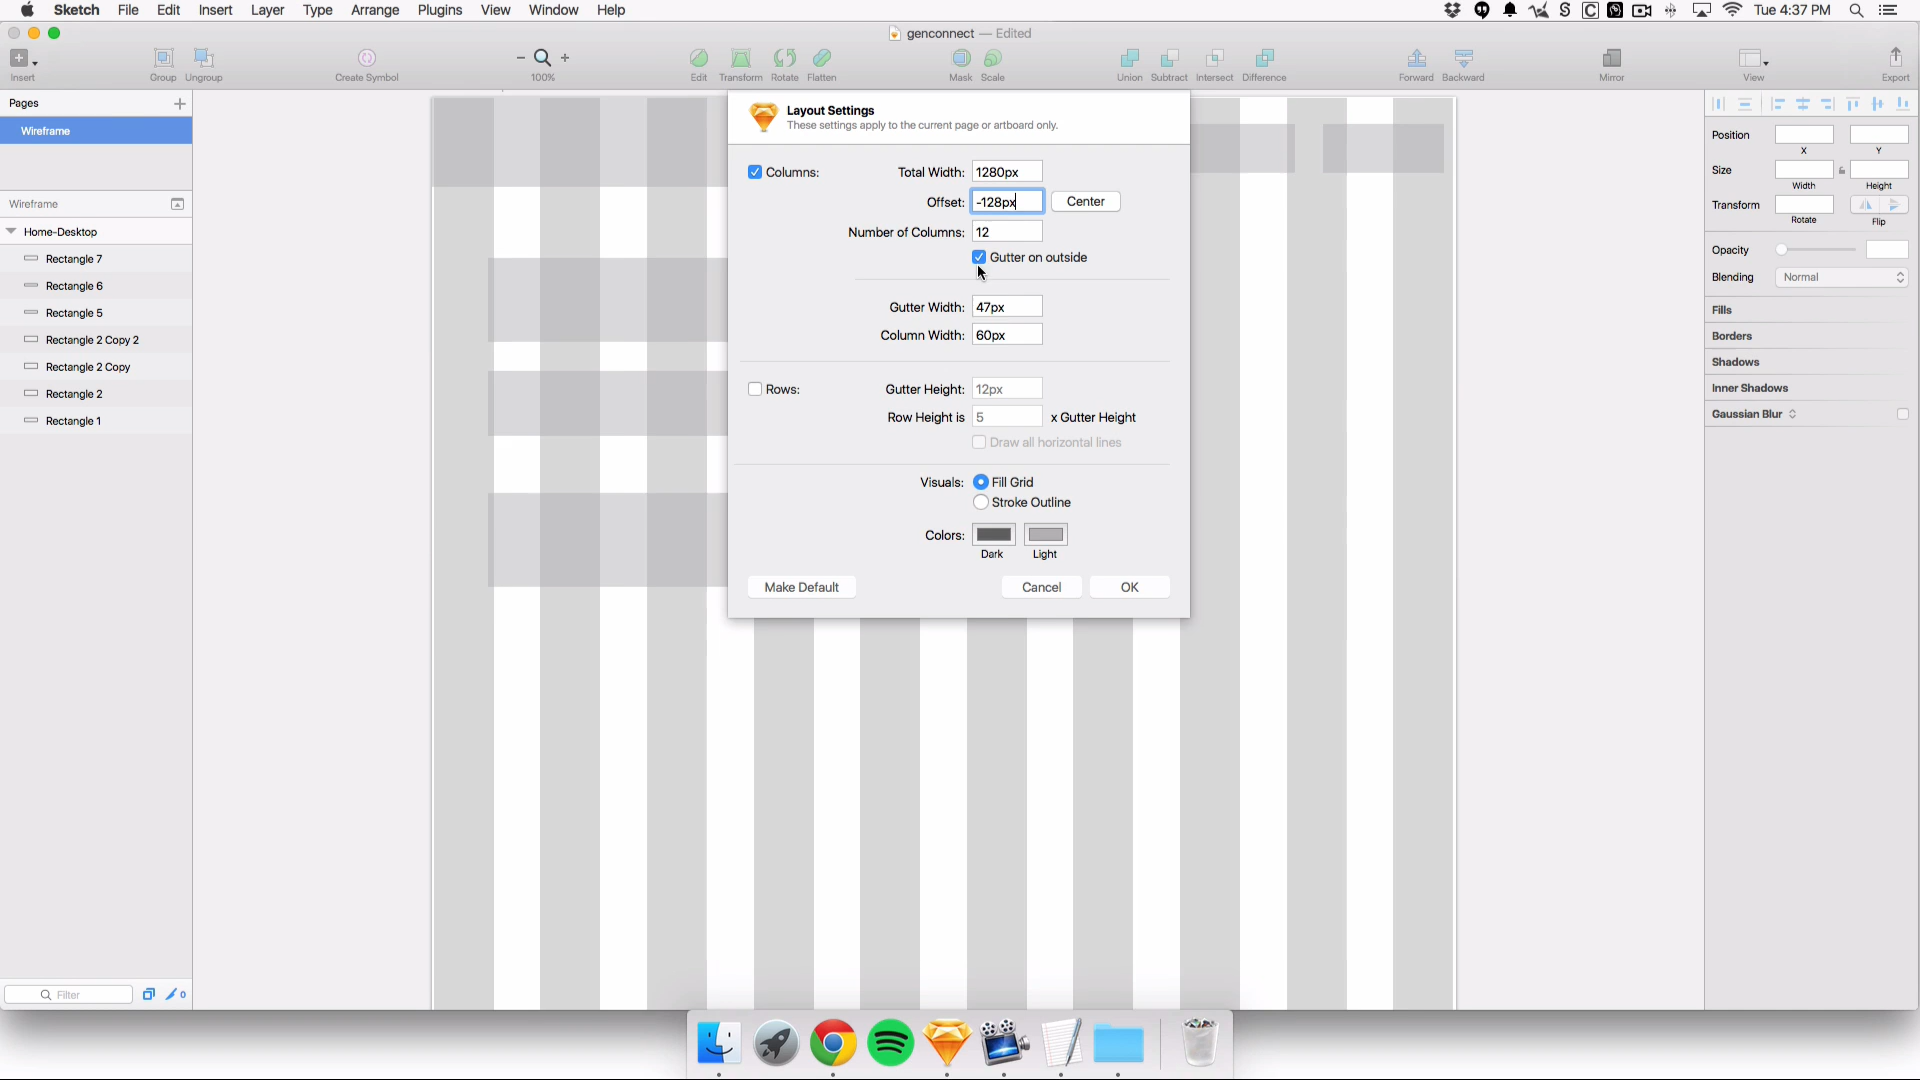 Sketch File Edit Insert Layer Type Arrange Plugins View Window Help Tue 4:37 PM
genconnect — Edited
Insert Group Ungroup Create Symbol 100% Edit Transform Rotate Flatten Mask Scale Union Subtract Intersect Difference Forward Backward Mirror View Export
Pages
Wireframe
Wireframe
Home-Desktop
Rectangle 7
Rectangle 6
Rectangle 5
Rectangle 2 Copy 2
Rectangle 2 Copy
Rectangle 2
Rectangle 1
Filter 0
Layout Settings
These settings apply to the current page or artboard only.
Columns: Total Width: 1280px
Offset: -128px Center
Number of Columns: 12
Gutter on outside
Gutter Width: 47px
Column Width: 60px
Rows: Gutter Height: 12px
Row Height is 5 x Gutter Height
Draw all horizontal lines
Visuals: Fill Grid
Stroke Outline
Colors:
Dark Light
Make Default Cancel OK
Position
X Y
Size
Width Height
Transform
Rotate Flip
Opacity
Blending Normal
Fills
Borders
Shadows
Inner Shadows
Gaussian Blur